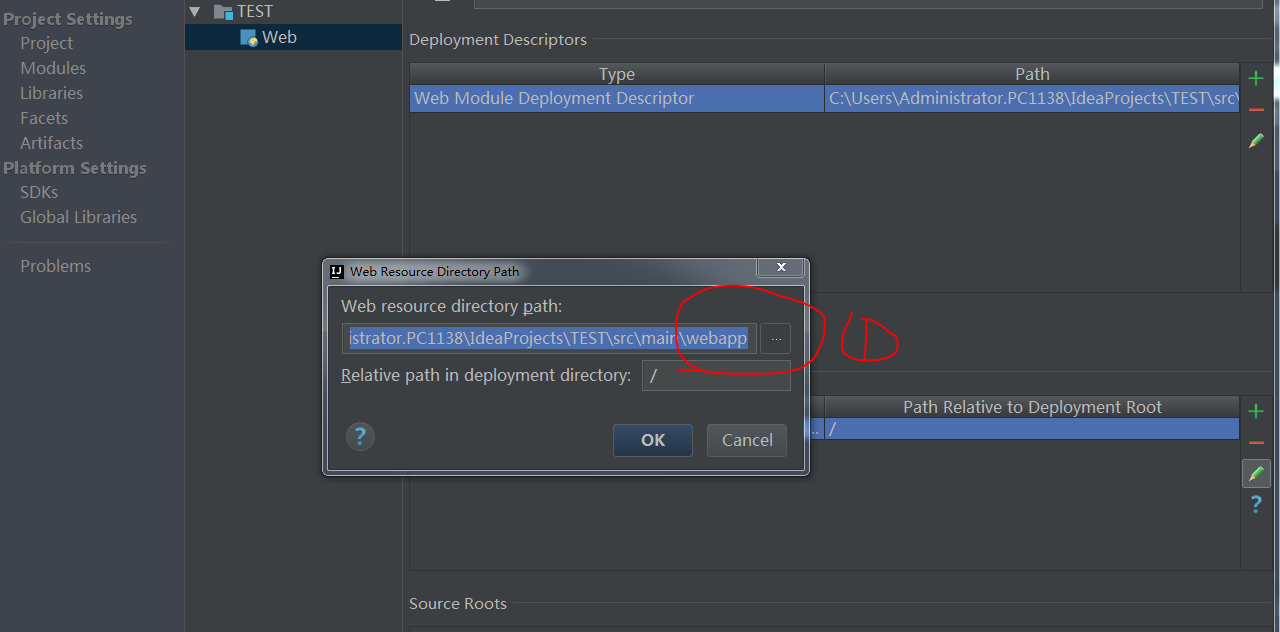 Project Settings
Project
Modules
Libraries
Facets
Artifacts
Platform Settings
SDKs
Global Libraries
Problems
TEST
Web
Deployment Descriptors
Type Path
Web Module Deployment Descriptor C:\Users\Administrator.PC1138\IdeaProjects\TEST\src\
Web Resource Directory Path
Web resource directory path:
istrator.PC1138\IdeaProjects\TEST\src\main\webapp ...
Relative path in deployment directory: /
? OK Cancel
Path Relative to Deployment Root
.. /
?
Source Roots